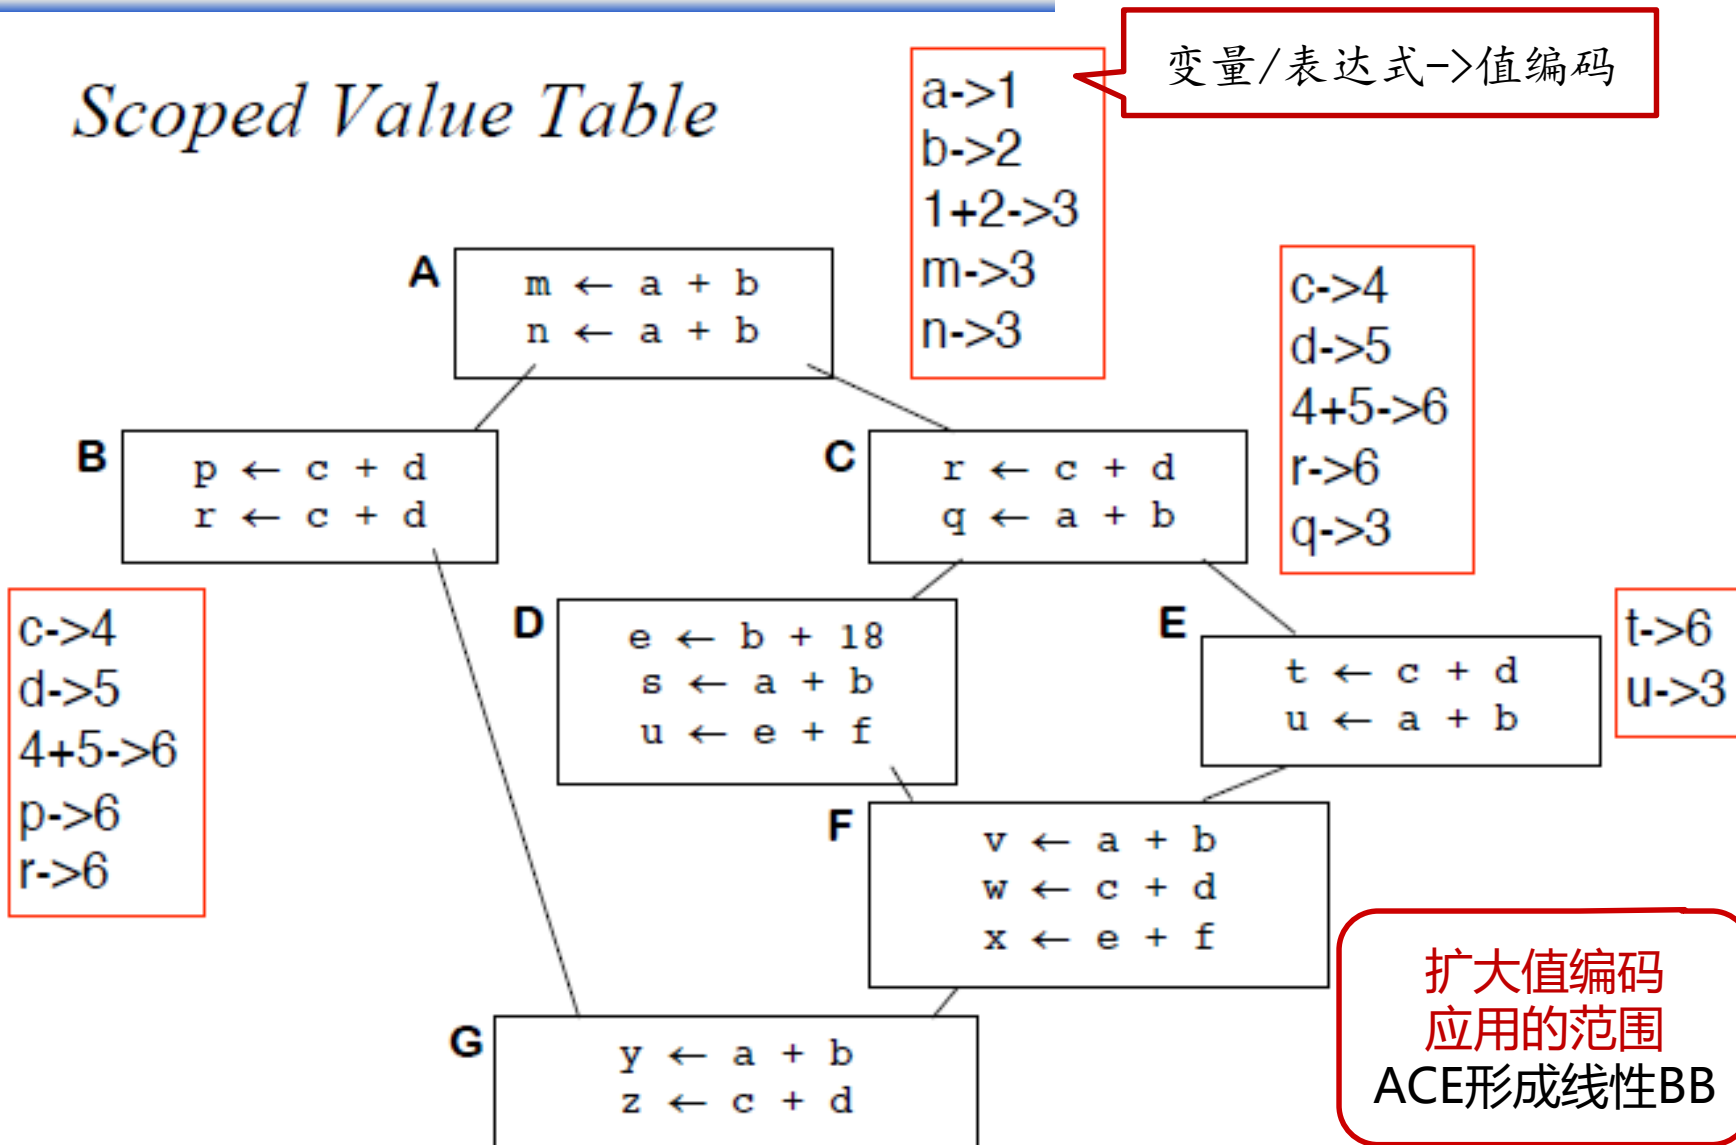 Scoped Value Table
变量/表达式->值编码
a->1
b->2
1+2->3
m->3
n->3
A
m ← a + b
n ← a + b
c->4
d->5
4+5->6
r->6
q->3
B
p ← c + d
r ← c + d
C
r ← c + d
q ← a + b
c->4
d->5
4+5->6
p->6
r->6
D
e ← b + 18
s ← a + b
u ← e + f
E
t ← c + d
u ← a + b
t->6
u->3
F
v ← a + b
w ← c + d
x ← e + f
G
y ← a + b
z ← c + d
扩大值编码
应用的范围
ACE形成线性BB